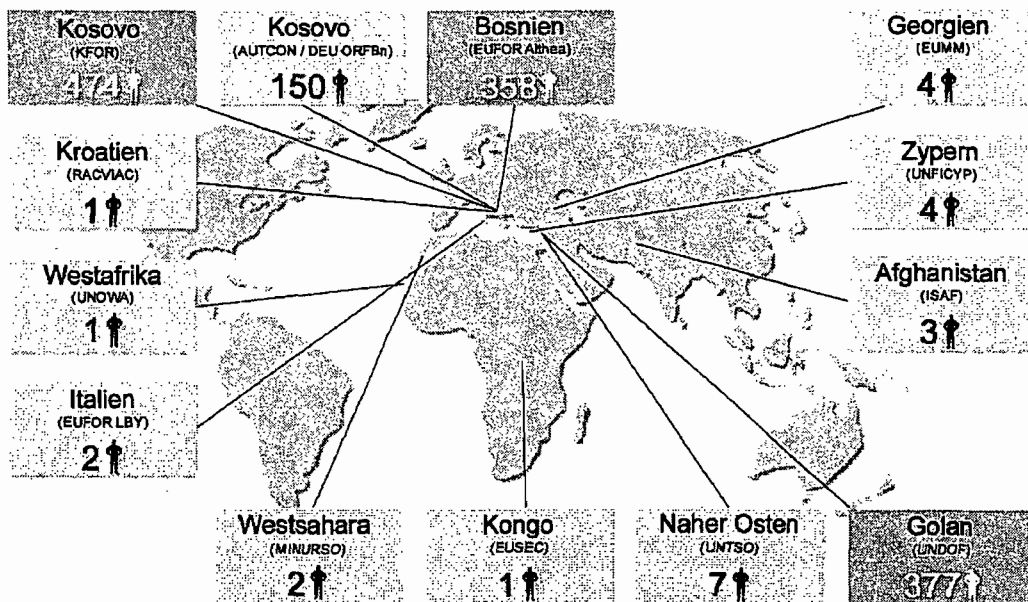 Kosovo
(KFOR)
474
Kosovo
(AUTCON / DEU ORFBn)
150
Bosnien
(EUFOR Althea)
358
Georgien
(EUMM)
4
Kroatien
(RACVIAC)
1
Zypern
(UNFICYP)
4
Westafrika
(UNOWA)
1
Afghanistan
(ISAF)
3
Italien
(EUFOR LBY)
2
Westsahara
(MINURSO)
2
Kongo
(EUSEC)
1
Naher Osten
(UNTSO)
7
Golan
(UNDOF)
377